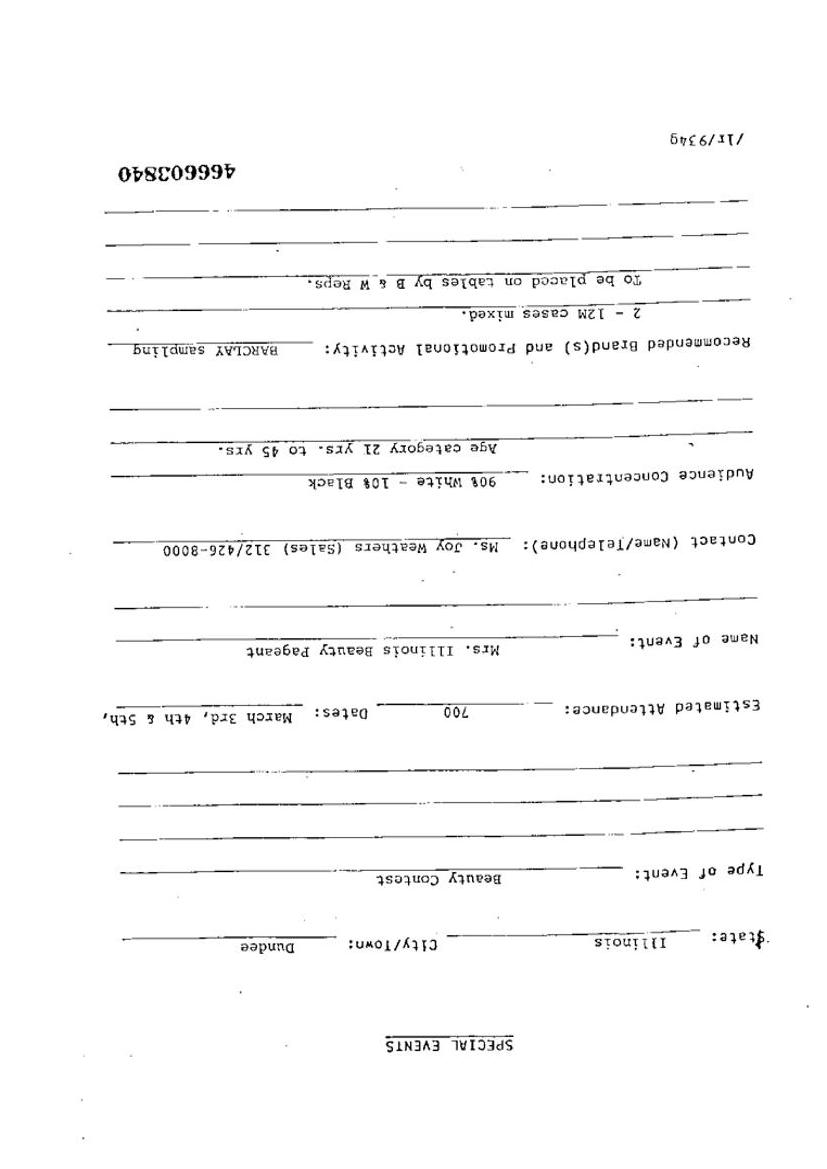 SPECIAL EVENTS
State: Illinois City/Town: Dundee
Type of Event: Beauty Contest
Estimated Attendance: 700 Dates: March 3rd, 4th & 5th,
Name of Event: Mrs. Illinois Beauty Pageant
Contact (Name/Telephone): Ms. Joy Weathers (Sales) 312/426-8000
Audience Concentration: 90% White - 10% Black
Age category 21 yrs. to 45 yrs.
Recommended Brand(s) and Promotional Activity: BARCLAY sampling
2 - 12M cases mixed.
To be placed on tables by B & W Reps.
466603840
/lr/934g